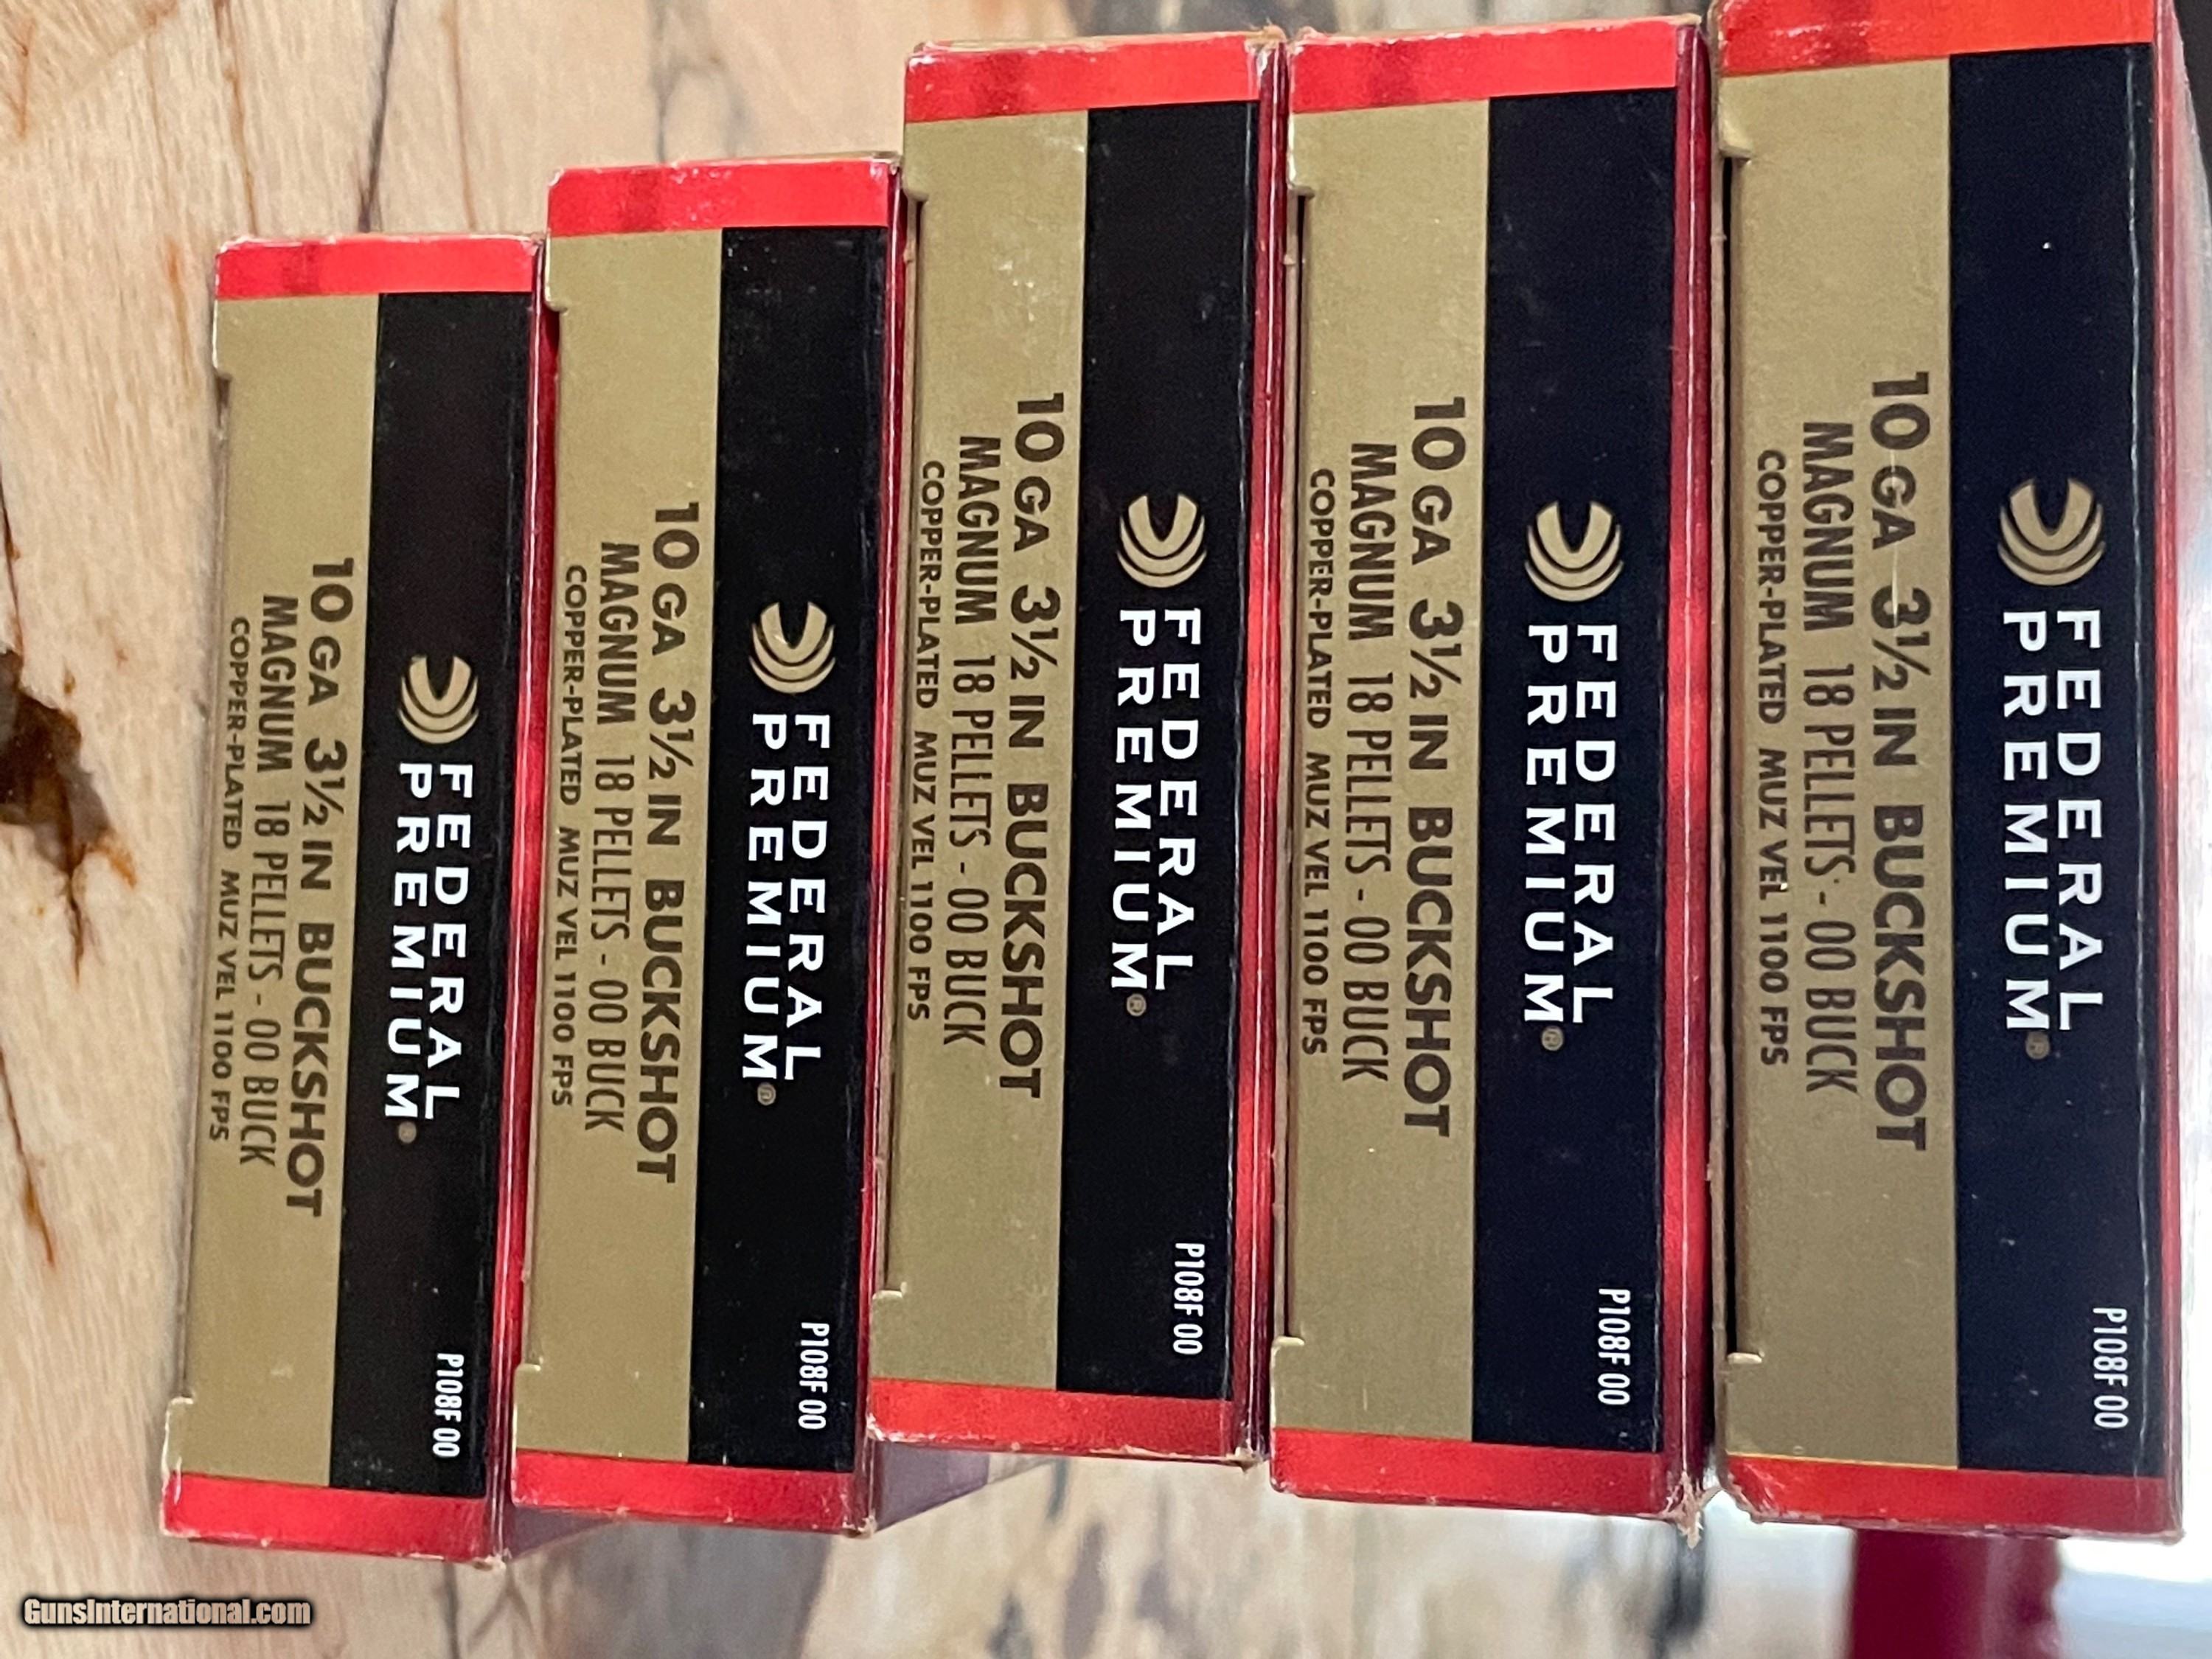 FEDERAL
PREMIUM®
P108F 00
10 GA 3½ IN BUCKSHOT
MAGNUM 18 PELLETS - 00 BUCK
COPPER-PLATED MUZ VEL 1100 FPS
FEDERAL
PREMIUM®
P108F 00
10 GA 3½ IN BUCKSHOT
MAGNUM 18 PELLETS - 00 BUCK
COPPER-PLATED MUZ VEL 1100 FPS
FEDERAL
PREMIUM®
P108F 00
10 GA 3½ IN BUCKSHOT
MAGNUM 18 PELLETS - 00 BUCK
COPPER-PLATED MUZ VEL 1100 FPS
FEDERAL
PREMIUM®
P108F 00
10 GA 3½ IN BUCKSHOT
MAGNUM 18 PELLETS - 00 BUCK
COPPER-PLATED MUZ VEL 1100 FPS
FEDERAL
PREMIUM®
P108F 00
10 GA 3½ IN BUCKSHOT
MAGNUM 18 PELLETS - 00 BUCK
COPPER-PLATED MUZ VEL 1100 FPS
GunsInternational.com